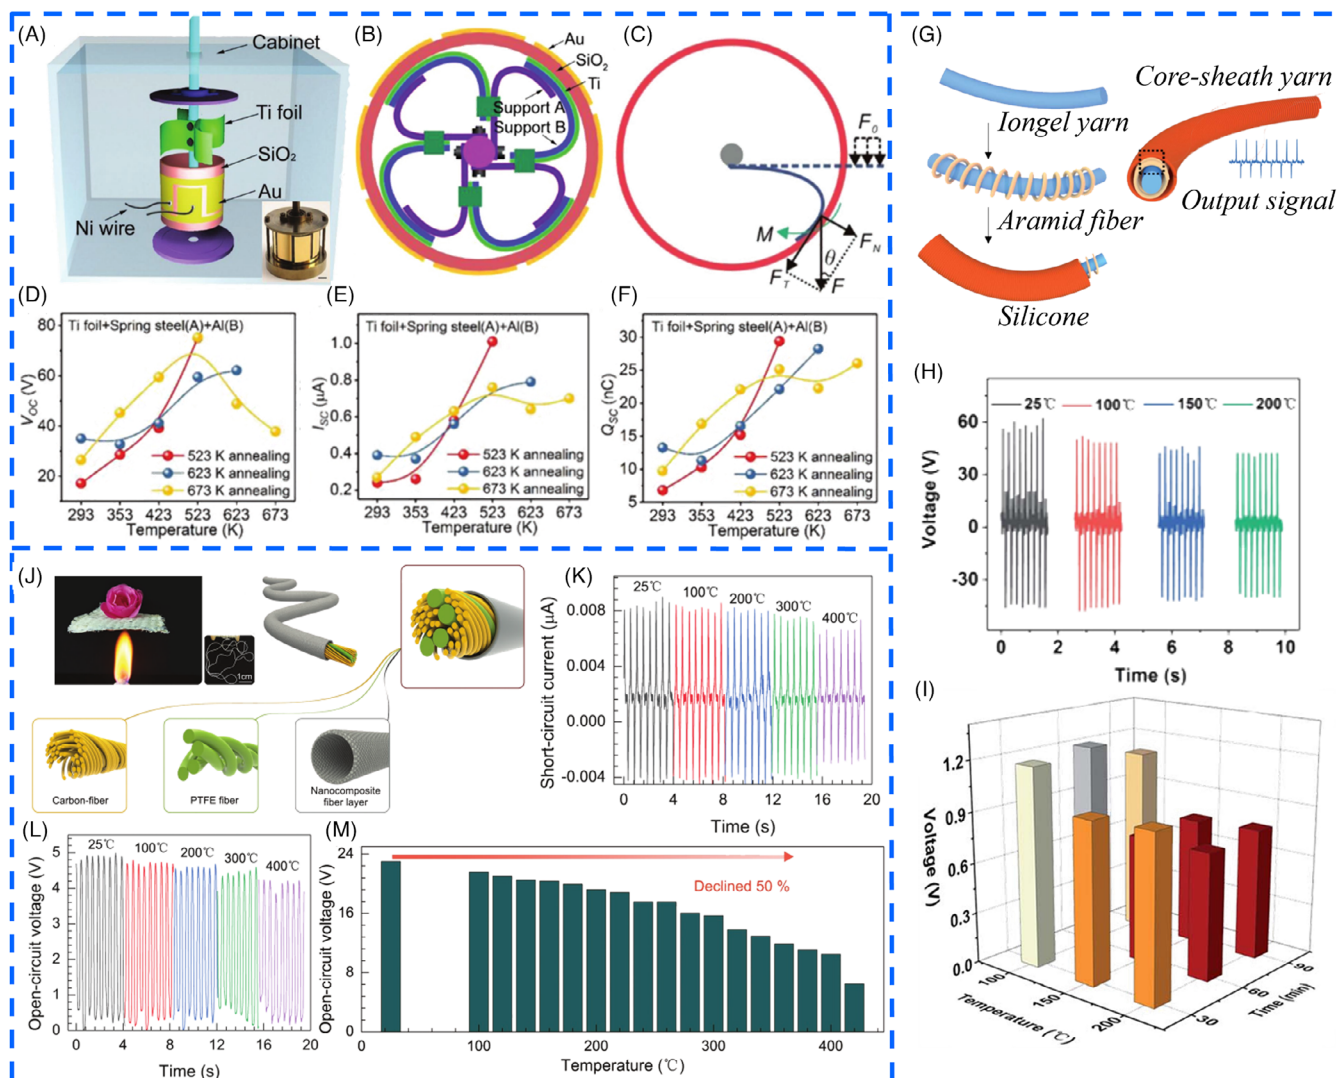 (A)
Cabinet
Ti foil
SiO₂
Au
Ni wire
(B)
Au
SiO₂
Ti
Support A
Support B
(C)
F₀
M
F_N
θ
F_T
F
(D)
Ti foil+Spring steel(A)+Al(B)
V_OC (V)
80
60
40
20
523 K annealing
623 K annealing
673 K annealing
293 353 423 523 623 673
Temperature (K)
(E)
Ti foil+Spring steel(A)+Al(B)
I_SC (μA)
1.0
0.8
0.6
0.4
0.2
523 K annealing
623 K annealing
673 K annealing
293 353 423 523 623 673
Temperature (K)
(F)
Ti foil+Spring steel(A)+Al(B)
Q_SC (nC)
30
25
20
15
10
5
523 K annealing
623 K annealing
673 K annealing
293 353 423 523 623 673
Temperature (K)
(G)
Iongel yarn
Aramid fiber
Silicone
Core-sheath yarn
Output signal
(H)
25℃ 100℃ 150℃ 200℃
Voltage (V)
60
30
0
-30
0 2 4 6 8 10
Time (s)
(I)
Voltage (V)
1.2
0.9
0.6
0.3
0.0
100
150
200
Temperature (℃)
30
60
90
Time (min)
(J)
1cm
Carbon-fiber
PTFE fiber
Nanocomposite
fiber layer
(K)
25℃
100℃
200℃
300℃
400℃
Short-circuit current (μA)
0.008
0.004
0.000
-0.004
0 4 8 12 16 20
Time (s)
(L)
25℃
100℃
200℃
300℃
400℃
Open-circuit voltage (V)
5
4
3
2
1
0
0 4 8 12 16 20
Time (s)
(M)
Declined 50 %
Open-circuit voltage (V)
24
16
8
0
100 200 300 400
Temperature (℃)